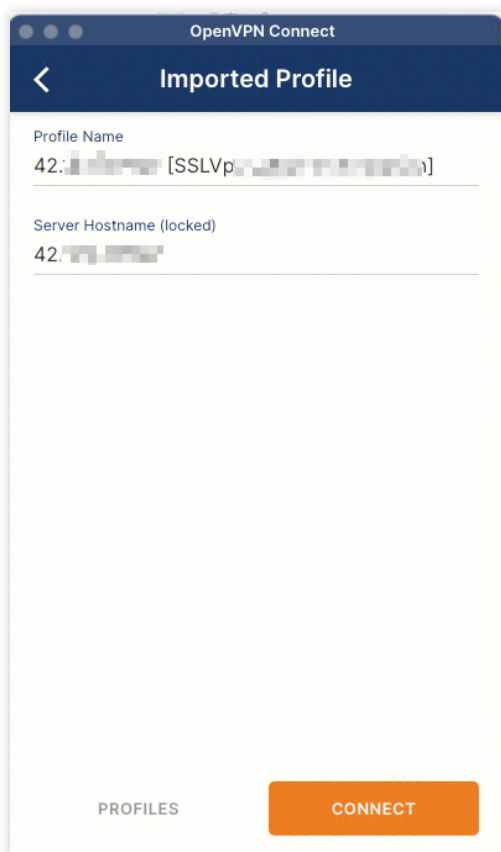 OpenVPN Connect
Imported Profile
Profile Name
42. [SSLVp n]
Server Hostname (locked)
42.
PROFILES
CONNECT